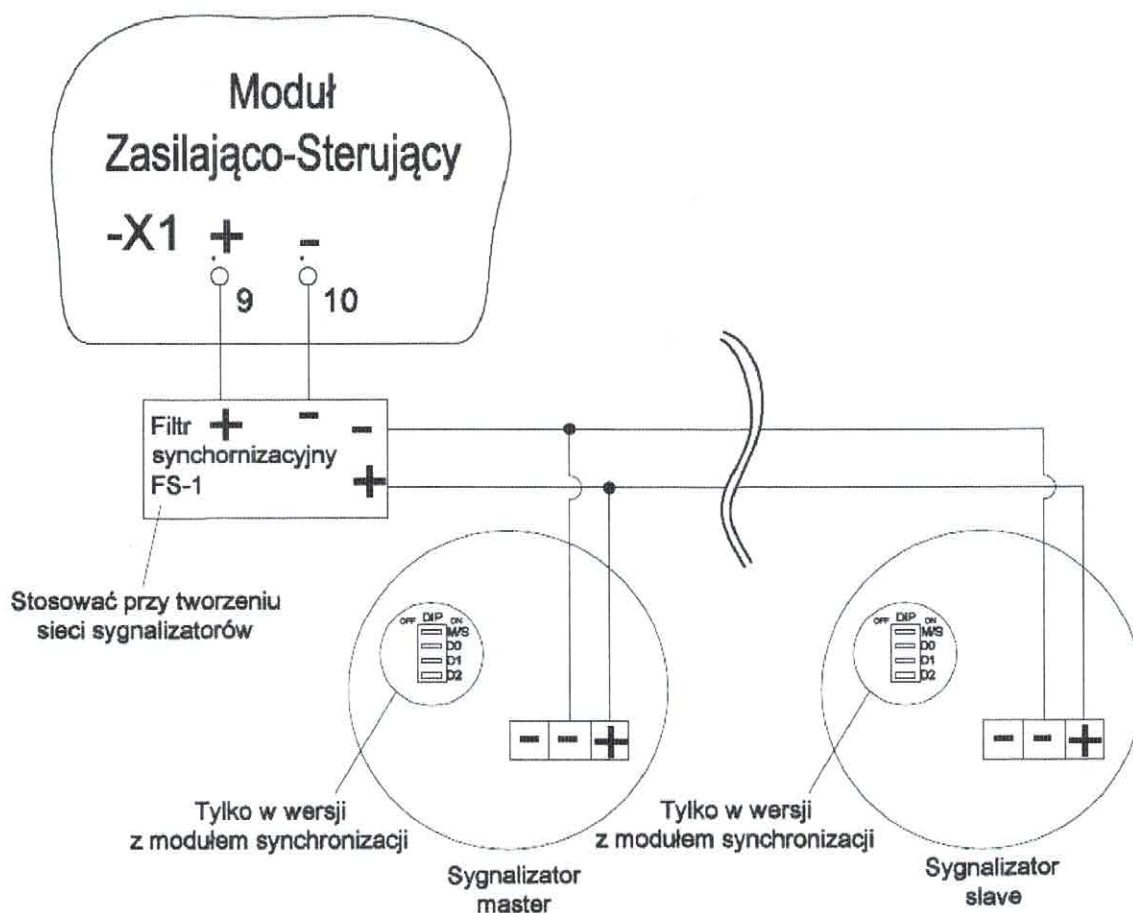 Moduł
Zasilająco-Sterujący
-X1 + -
9 10
Filtr + - -
synchornizacyjny
FS-1 +
Stosować przy tworzeniu
sieci sygnalizatorów
OFF DIP ON
M/S
D0
D1
D2
- - +
Tylko w wersji
z modułem synchronizacji
Sygnalizator
master
OFF DIP ON
M/S
D0
D1
D2
- - +
Tylko w wersji
z modułem synchronizacji
Sygnalizator
slave